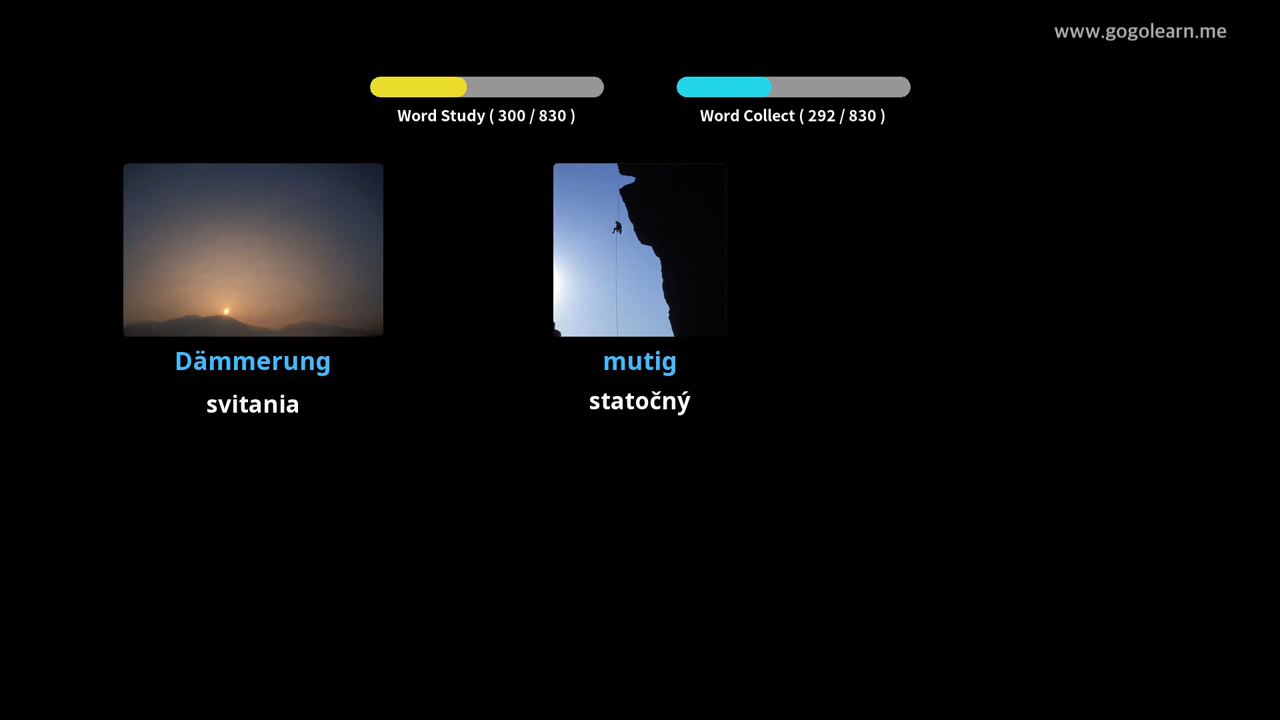 www.gogolearn.me
Word Study ( 300 / 830 )
Word Collect ( 292 / 830 )
Dämmerung
svitania
mutig
statočný